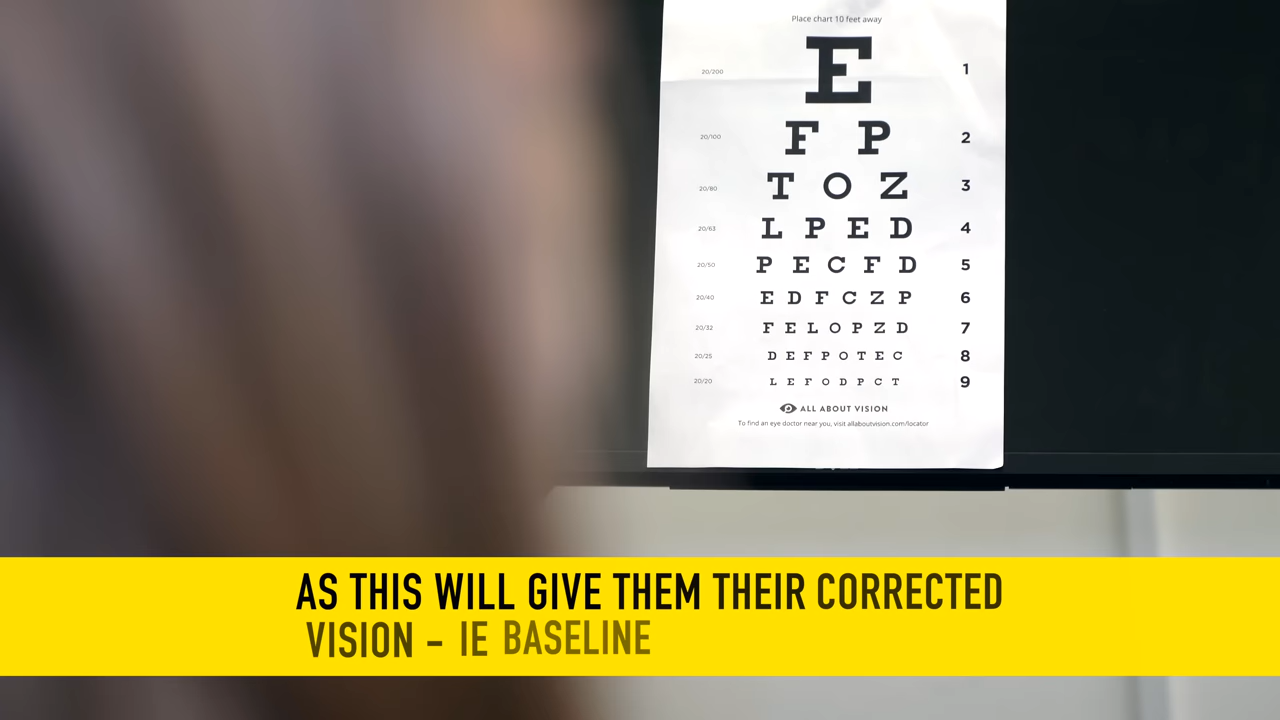 Place chart 10 feet away
20/200 E 1
20/100 F P 2
20/80 T O Z 3
20/63 L P E D 4
20/50 P E C F D 5
20/40 E D F C Z P 6
20/32 F E L O P Z D 7
20/25 D E F P O T E C 8
20/20 L E F O D P C T 9
ALL ABOUT VISION
To find an eye doctor near you, visit allaboutvision.com/locator
AS THIS WILL GIVE THEM THEIR CORRECTED
VISION - IE BASELINE